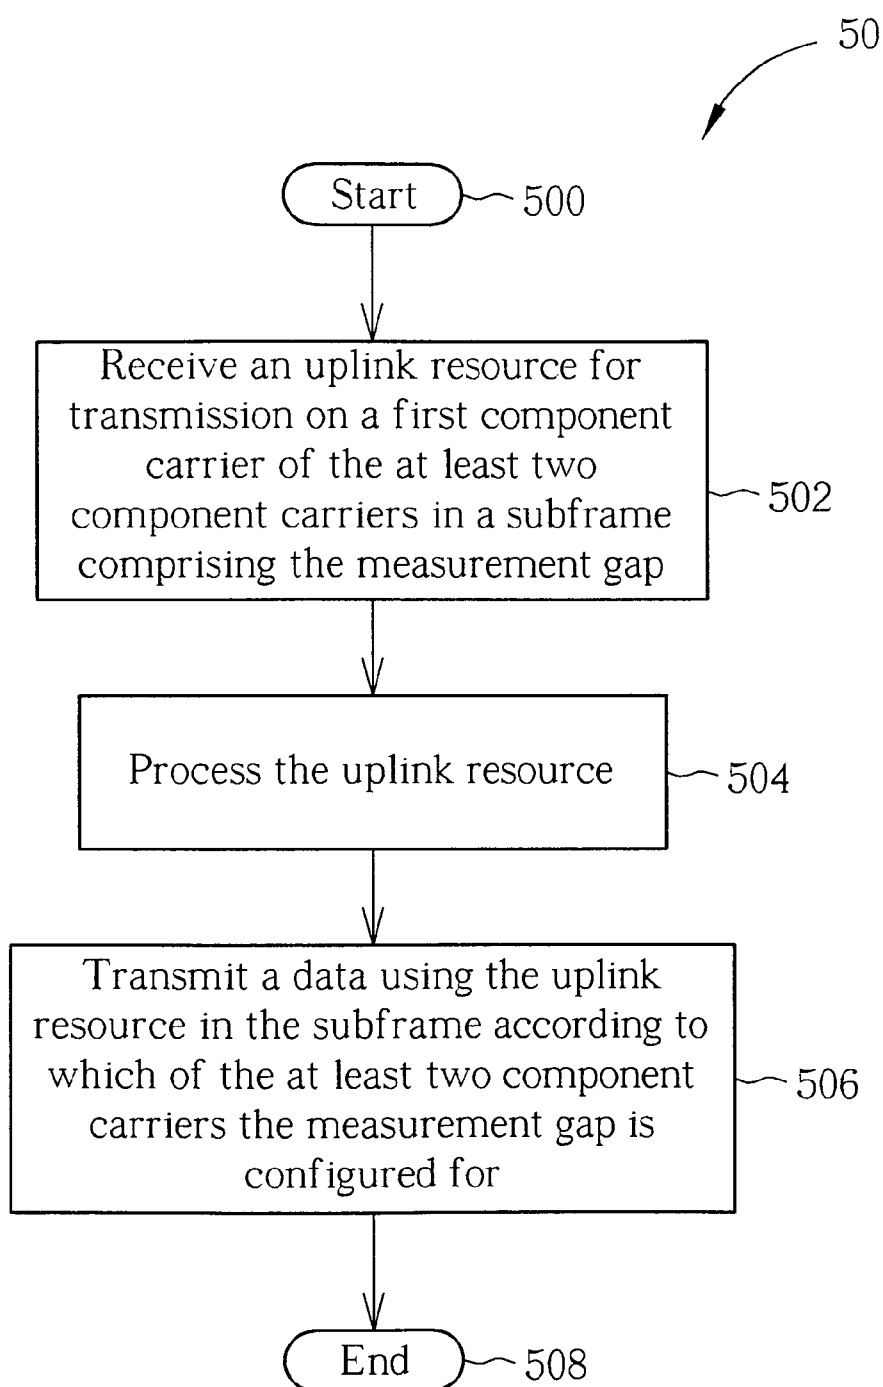 50
Start
500
Receive an uplink resource for
transmission on a first component
carrier of the at least two
component carriers in a subframe
comprising the measurement gap
502
Process the uplink resource
504
Transmit a data using the uplink
resource in the subframe according to
which of the at least two component
carriers the measurement gap is
configured for
506
End
508